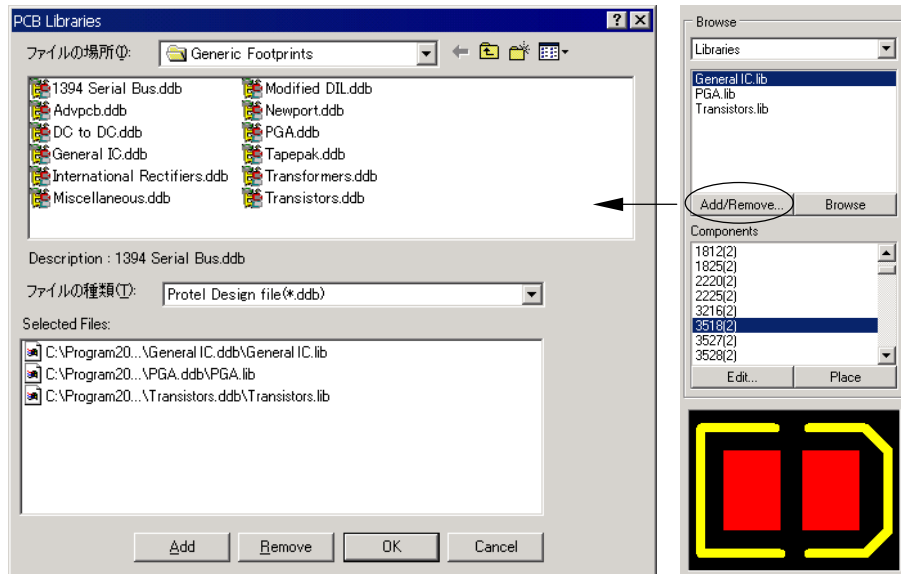 PCB Libraries
ファイルの場所(I):
Generic Footprints
1394 Serial Bus.ddb
Advpcb.ddb
DC to DC.ddb
General IC.ddb
International Rectifiers.ddb
Miscellaneous.ddb
Modified DIL.ddb
Newport.ddb
PGA.ddb
Tapepak.ddb
Transformers.ddb
Transistors.ddb
Description : 1394 Serial Bus.ddb
ファイルの種類(T):
Protel Design file(*.ddb)
Selected Files:
C:\Program20...\General IC.ddb\General IC.lib
C:\Program20...\PGA.ddb\PGA.lib
C:\Program20...\Transistors.ddb\Transistors.lib
Add
Remove
OK
Cancel
Browse
Libraries
General IC.lib
PGA.lib
Transistors.lib
Add/Remove...
Browse
Components
1812(2)
1825(2)
2220(2)
2225(2)
3216(2)
3518(2)
3527(2)
3528(2)
Edit...
Place